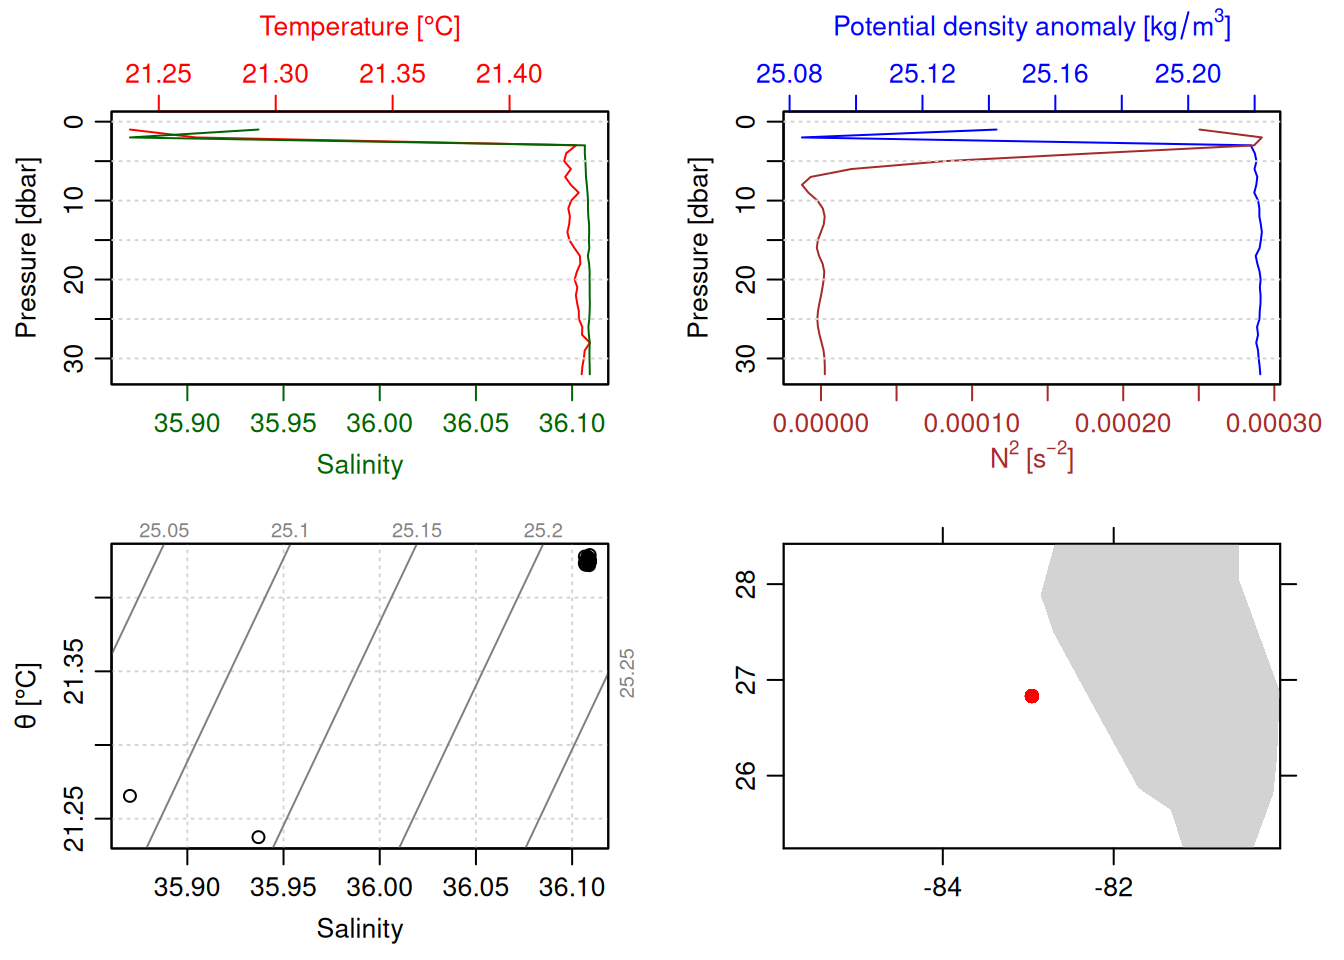 Temperature [°C]
21.25 21.30 21.35 21.40
Pressure [dbar]
0 10 20 30
35.90 35.95 36.00 36.05 36.10
Salinity
Potential density anomaly [kg/m³]
25.08 25.12 25.16 25.20
Pressure [dbar]
0 10 20 30
0.00000 0.00010 0.00020 0.00030
N² [s⁻²]
25.05 25.1 25.15 25.2
25.25
θ [°C]
21.25 21.35
35.90 35.95 36.00 36.05 36.10
Salinity
28
27
26
-84 -82